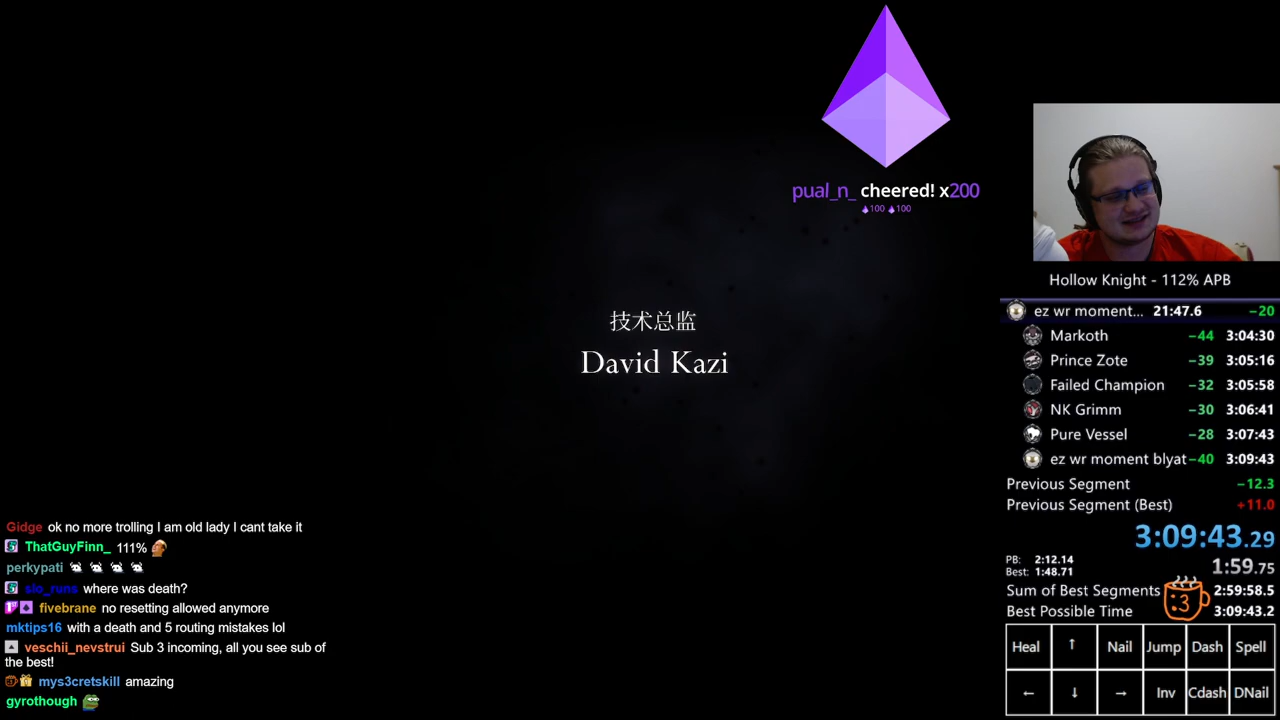 pual_n_ cheered! x200
100 100
技术总监
David Kazi
Hollow Knight - 112% APB
ez wr moment... 21:47.6 -20
Markoth -44 3:04:30
Prince Zote -39 3:05:16
Failed Champion -32 3:05:58
NK Grimm -30 3:06:41
Pure Vessel -28 3:07:43
ez wr moment blyat -40 3:09:43
Previous Segment -12.3
Previous Segment (Best) +11.0
3:09:43.29
PB: 2:12.14
Best: 1:48.71
1:59.75
Sum of Best Segments 2:59:58.5
Best Possible Time 3:09:43.2
:3
Heal ↑ Nail Jump Dash Spell
← ↓ → Inv Cdash DNail
Gidge ok no more trolling I am old lady I cant take it
ThatGuyFinn_ 111%
perkypati
slo_runs where was death?
fivebrane no resetting allowed anymore
mktips16 with a death and 5 routing mistakes lol
veschii_nevstrui Sub 3 incoming, all you see sub of
the best!
mys3cretskill amazing
gyrothough